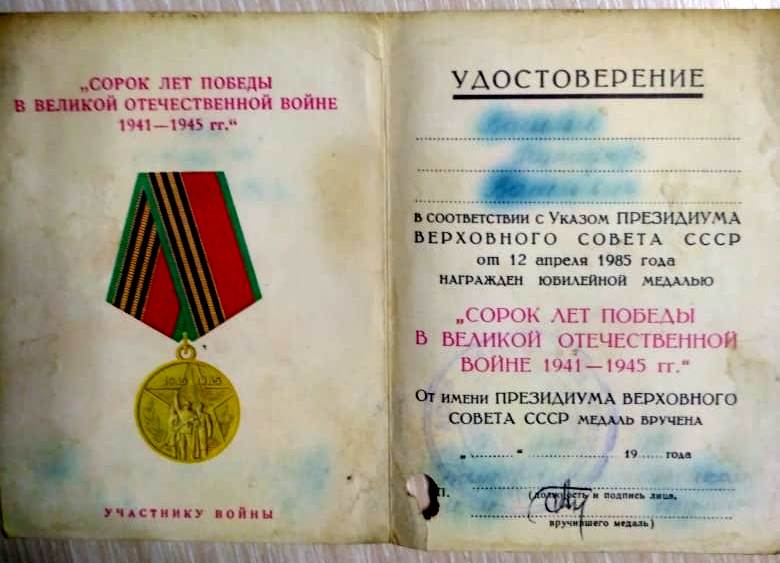 „СОРОК ЛЕТ ПОБЕДЫ
В ВЕЛИКОЙ ОТЕЧЕСТВЕННОЙ ВОЙНЕ
1941—1945 гг.“
УЧАСТНИКУ ВОЙНЫ
УДОСТОВЕРЕНИЕ
В СООТВЕТСТВИИ С УКАЗОМ ПРЕЗИДИУМА
ВЕРХОВНОГО СОВЕТА СССР
от 12 апреля 1985 года
НАГРАЖДЕН ЮБИЛЕЙНОЙ МЕДАЛЬЮ
„СОРОК ЛЕТ ПОБЕДЫ
В ВЕЛИКОЙ ОТЕЧЕСТВЕННОЙ
ВОЙНЕ 1941—1945 гг.“
ОТ ИМЕНИ ПРЕЗИДИУМА ВЕРХОВНОГО
СОВЕТА СССР МЕДАЛЬ ВРУЧЕНА
„.........“ .................... 19...... года
П.
(должность и подпись лица,
вручившего медаль)